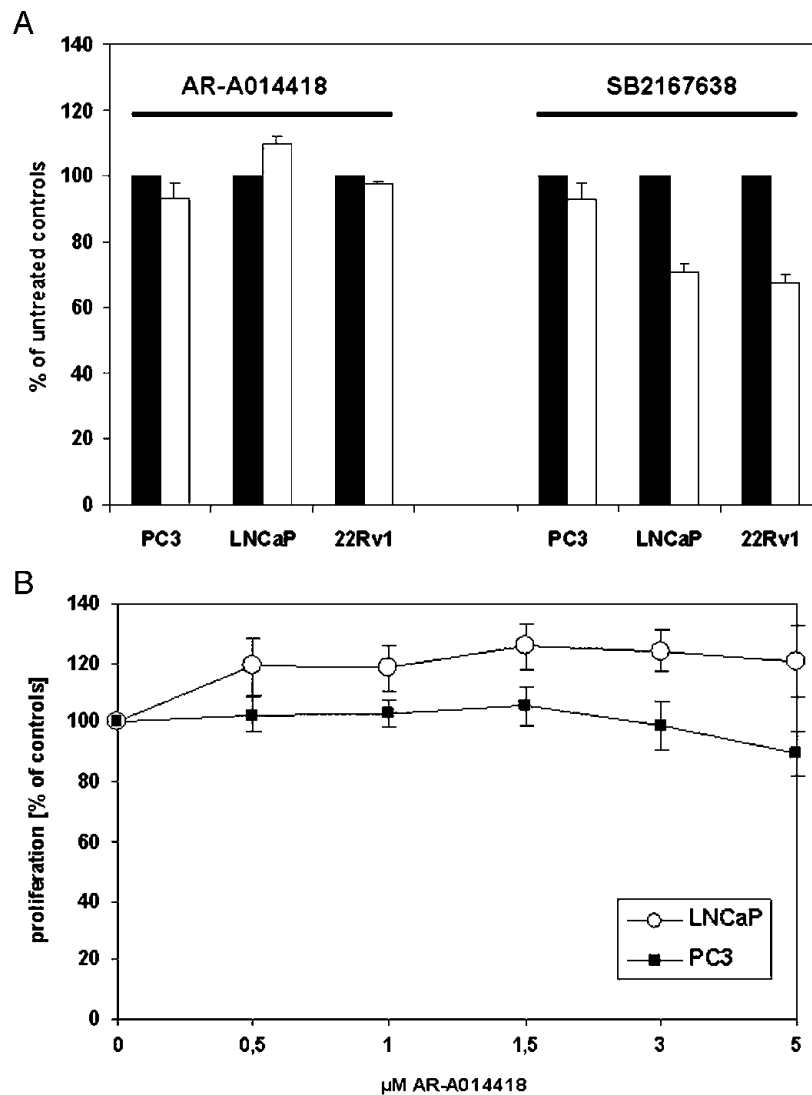 A
140
120
100
80
60
40
20
0
% of untreated controls
AR-A014418
SB2167638
PC3 LNCaP 22Rv1 PC3 LNCaP 22Rv1
B
140
120
100
80
60
40
20
0
proliferation [% of controls]
LNCaP
PC3
0 0,5 1 1,5 3 5
µM AR-A014418